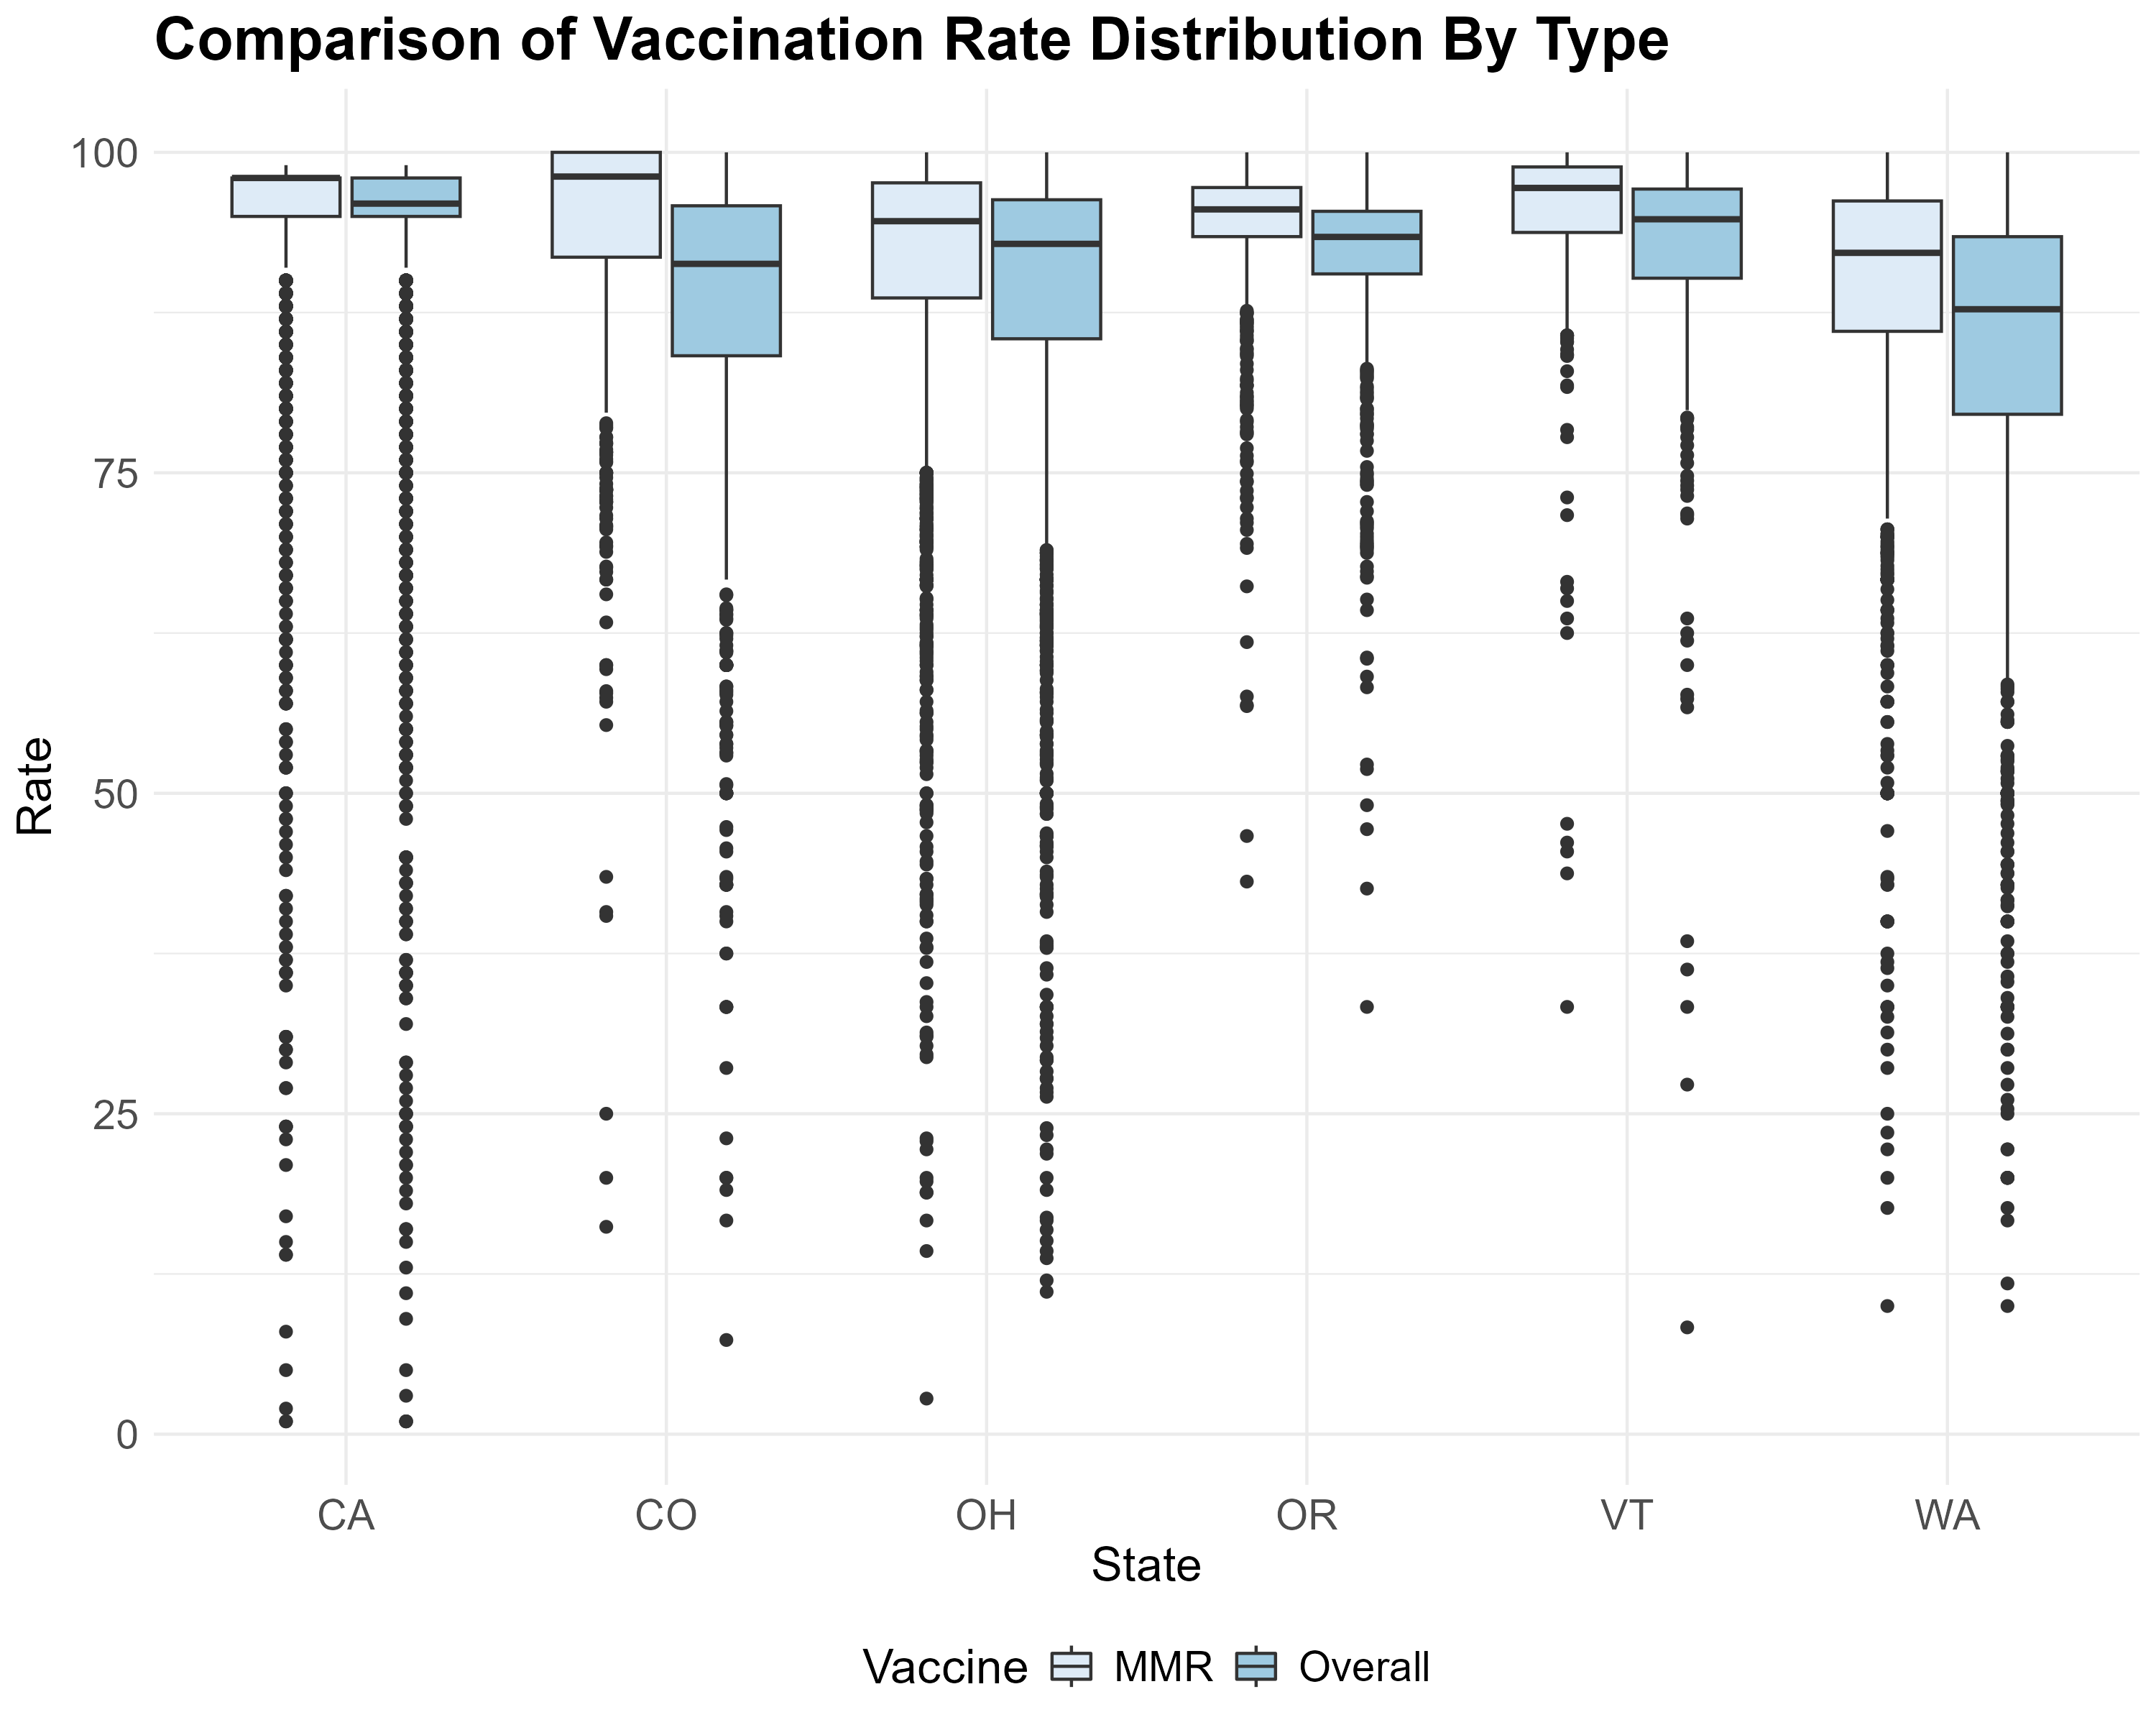 Comparison of Vaccination Rate Distribution By Type
100
75
50
25
0
Rate
CA CO OH OR VT WA
State
Vaccine MMR Overall